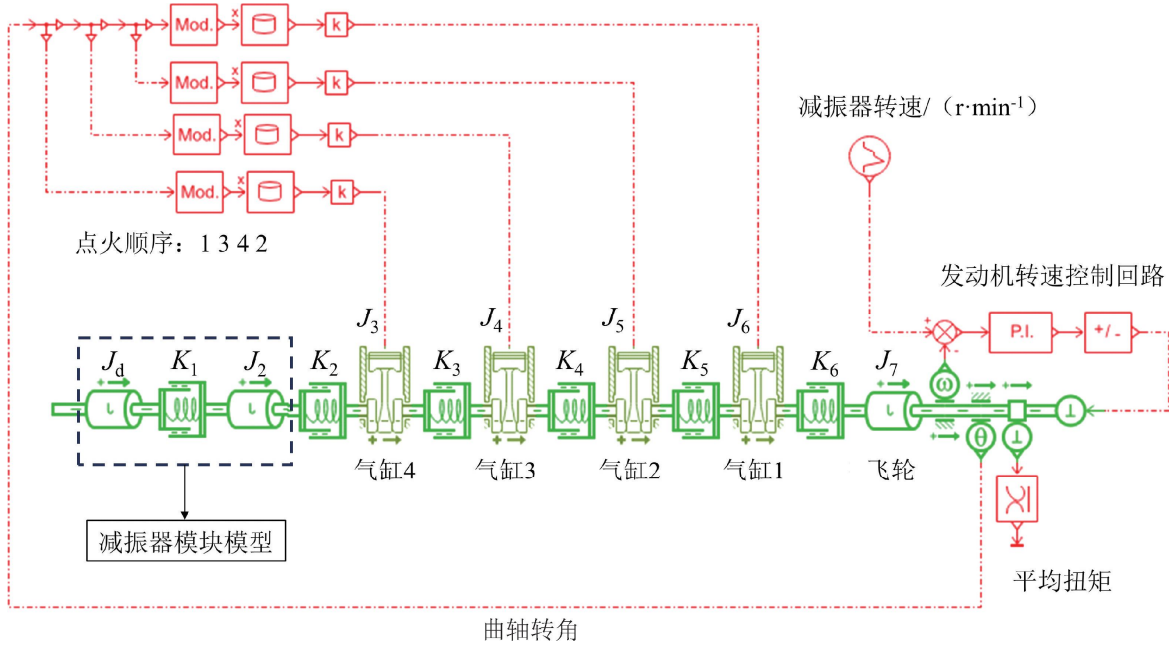 Mod. x k
Mod. x k
Mod. x k
Mod. x k
点火顺序：1 3 4 2
减振器转速/（r·min⁻¹）
发动机转速控制回路
+ - P.I. +/-
J₃ J₄ J₅ J₆
J_d K₁ J₂ K₂ K₃ K₄ K₅ K₆ J₇
ω
θ
气缸4 气缸3 气缸2 气缸1 飞轮
减振器模块模型
平均扭矩
曲轴转角